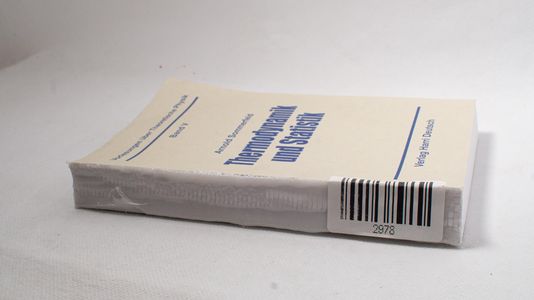 Vorlesungen über Theoretische Physik
Band V
Arnold Sommerfeld
Thermodynamik
und Statistik
Verlag Harri Deutsch
2978